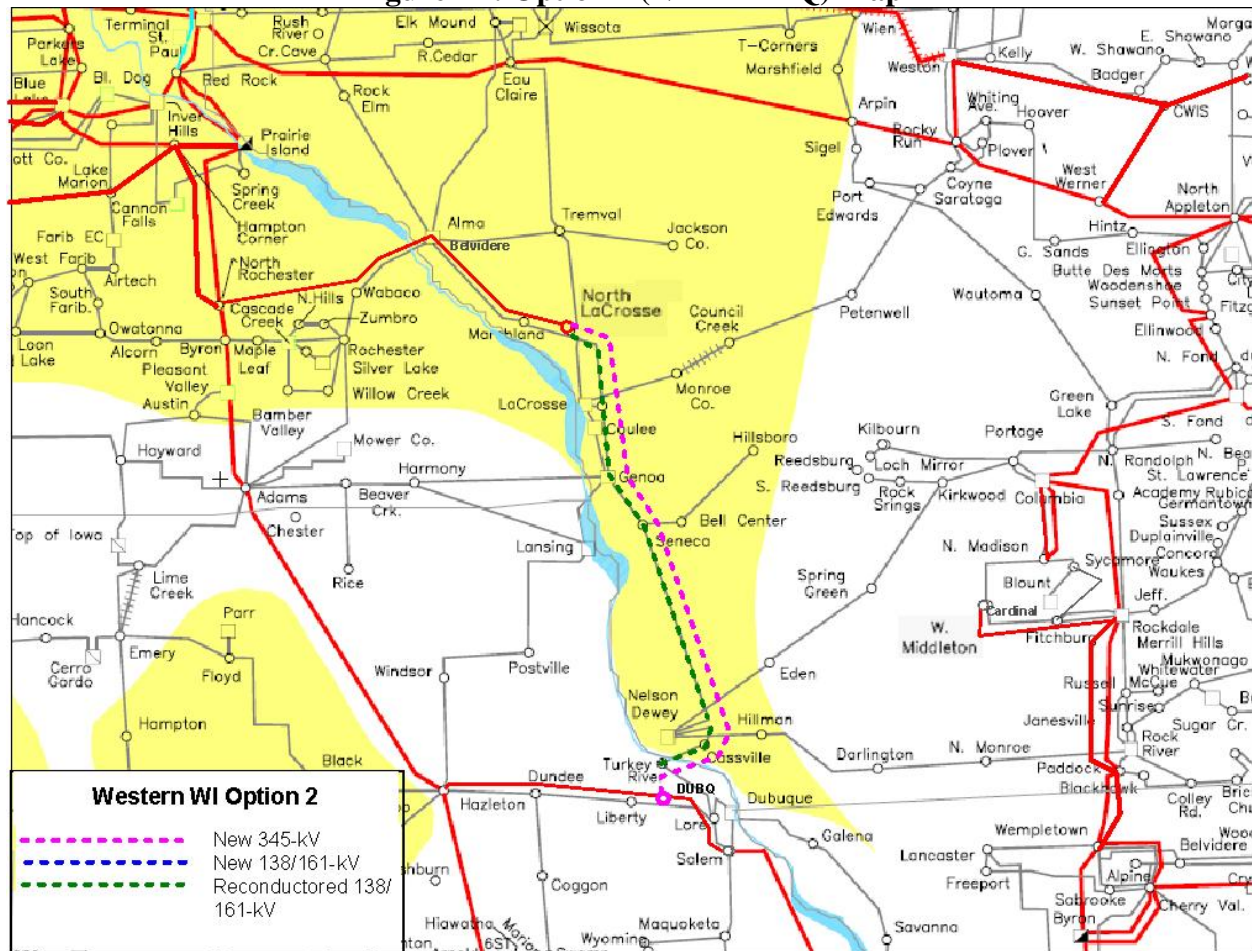 Terminal
Rush
River
Elk Mound
Wissota
Wien
Morga
Parkers
Lake
St.
Paul
Cr.Cave
R.Cedar
T-Corners
Kelly
W. Shawano
E. Shawano
Marshfield
Weston
Badger
Blue
Bl. Dog
Red Rock
Eau
Claire
Rock
Elm
Arpin
Whiting
Ave.
Hoover
CWIS
Inver
Hills
Prairie
Island
Sigel
Rocky
Run
Plover
ott Co.
Lake
Marion
Spring
Creek
Port
Edwards
Coyne
Saratoga
West
Werner
North
Appleton
Cannon
Falls
Hampton
Corner
Alma
Belvidere
Tremval
Jackson
Co.
Hintz
Ellington
Farib EC
G. Sands
Butte Des Morts
West Farib
Airtech
North
Rochester
Wabaco
North
LaCrosse
Council
Creek
Petenwell
Wautoma
Woodenshoe
Sunset Point
South
Farib.
Cascade
Creek
N.Hills
Zumbro
Marshland
Ellinwood
Fitz
Owatanna
Loon
Lake
Alcorn
Byron
Maple
Leaf
Rochester
Silver Lake
N. Fond
Pleasant
Valley
Willow Creek
LaCrosse
Monroe
Co.
Green
Lake
Austin
Bamber
Valley
Coulee
Hillsboro
Kilbourn
Portage
S. Fond
Hayward
Mower Co.
Reedsburg
Loch Mirror
N. Randolph
N. Bea
Harmony
Genoa
S. Reedsburg
Rock
Srings
Kirkwood
Columbia
St. Lawrence
Adams
Beaver
Crk.
Academy
Rubic
Germantown
Chester
Bell Center
Seneca
Sussex
Top of Iowa
Lansing
N. Madison
Sycamore
Duplainville
Concord
Waukes
Lime
Creek
Rice
Spring
Green
Blount
Cardinal
Jeff.
Hancock
Parr
W.
Middleton
Fitchburg
Rockdale
Merrill Hills
Cerro
Gordo
Emery
Floyd
Windsor
Postville
Eden
Mukwonago
Whitewater
Nelson
Dewey
Russell
McCue
Sunrise
Hampton
Hillman
Janesville
Sugar Cr.
Rock
River
Black
Turkey
River
Cassville
Darlington
N. Monroe
Paddock
Blackhawk
Dundee
DUBQ
Dubuque
Colley
Rd.
Western WI Option 2
Hazleton
Liberty
Lore
Galena
Wempletown
Belvidere
New 345-kV
New 138/161-kV
Reconductored 138/
161-kV
Salem
Lancaster
Freeport
Alpine
Sabrooke
Cherry Val.
Coggon
Byron
Hiawatha
Maquoketa
Wyoming
Savanna